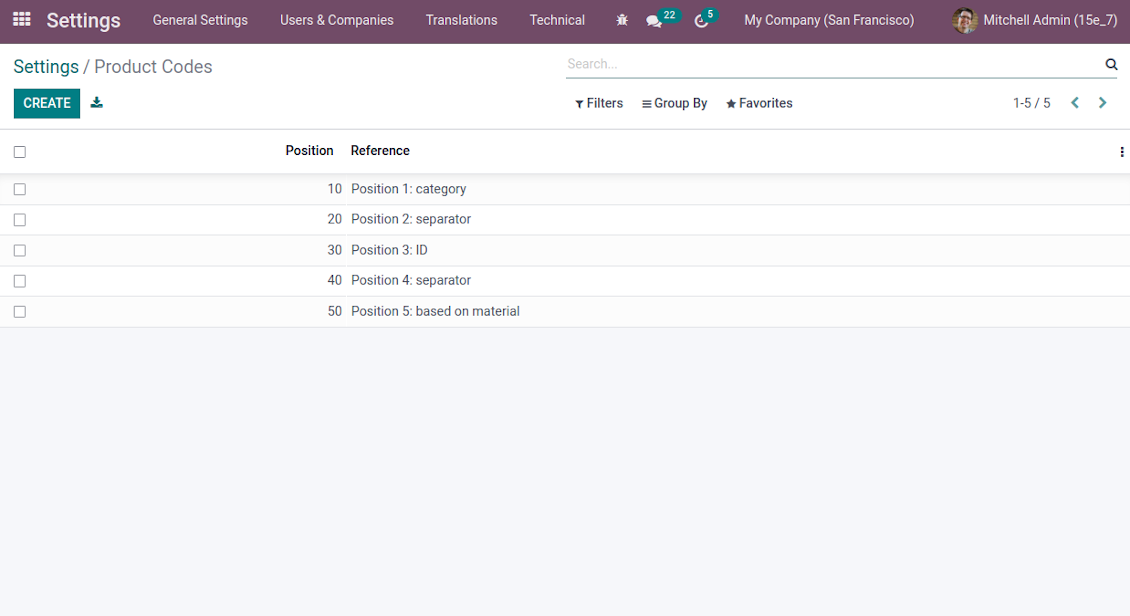 Settings General Settings Users & Companies Translations Technical 22 5 My Company (San Francisco) Mitchell Admin (15e_7)
Settings / Product Codes Search...
CREATE Filters Group By Favorites 1-5 / 5
Position Reference
10 Position 1: category
20 Position 2: separator
30 Position 3: ID
40 Position 4: separator
50 Position 5: based on material